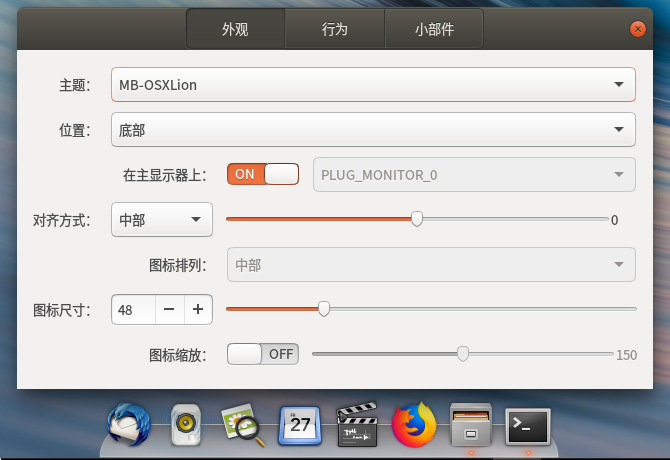 外观 行为 小部件
主题: MB-OSXLion
位置: 底部
在主显示器上: ON PLUG_MONITOR_0
对齐方式: 中部 0
图标排列: 中部
图标尺寸: 48 − +
图标缩放: OFF 150
27